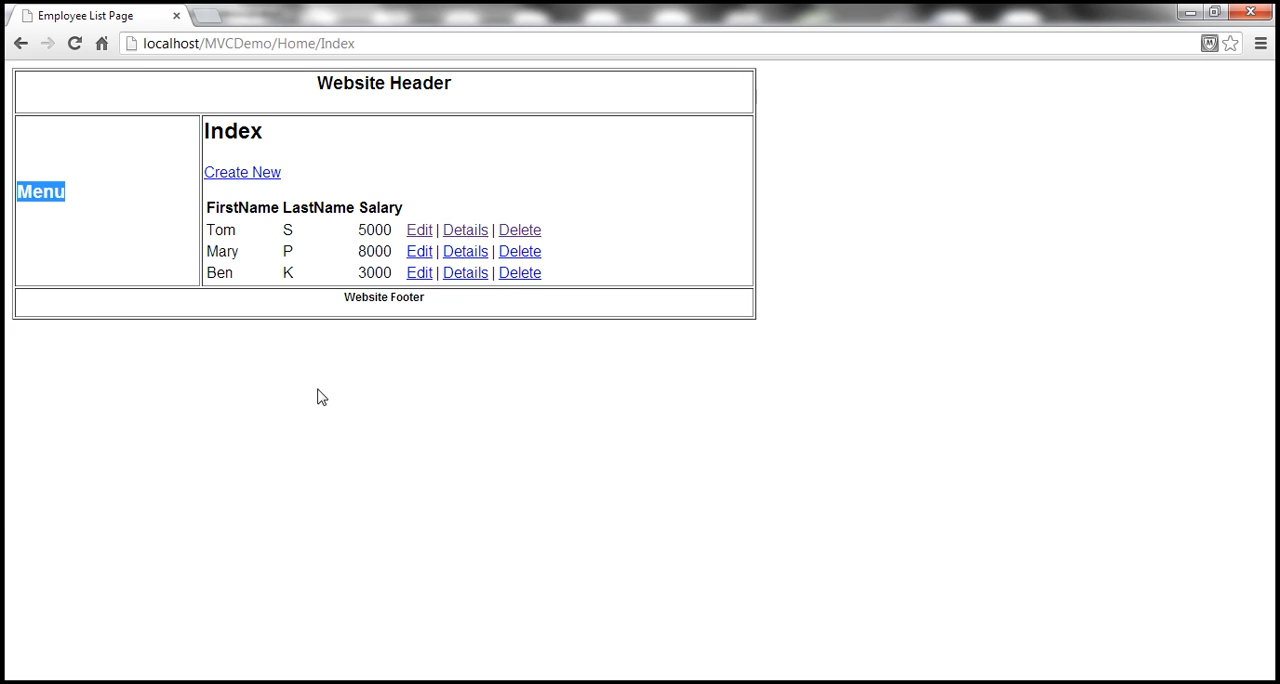 Employee List Page
localhost/MVCDemo/Home/Index
Website Header
Menu
Index
Create New
FirstName LastName Salary
Tom S 5000 Edit | Details | Delete
Mary P 8000 Edit | Details | Delete
Ben K 3000 Edit | Details | Delete
Website Footer